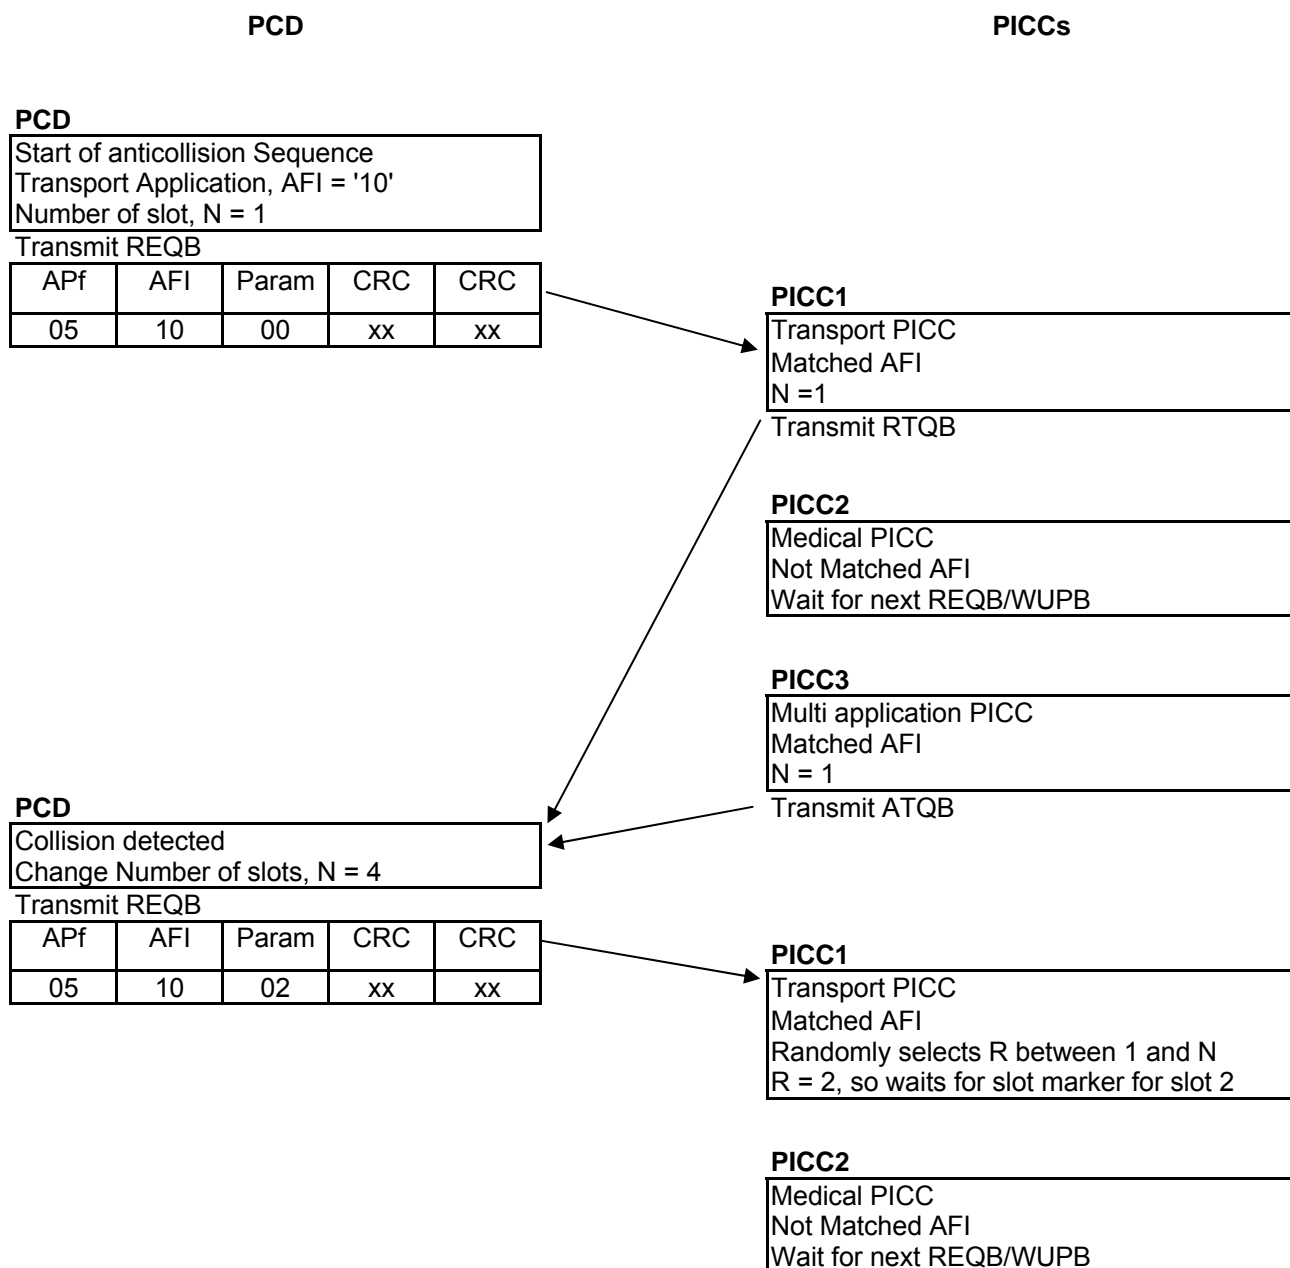 PCD
PICCs
PCD
Start of anticollision Sequence
Transport Application, AFI = '10'
Number of slot, N = 1
Transmit REQB
APf AFI Param CRC CRC
05 10 00 xx xx
PICC1
Transport PICC
Matched AFI
N =1
Transmit RTQB
PICC2
Medical PICC
Not Matched AFI
Wait for next REQB/WUPB
PICC3
Multi application PICC
Matched AFI
N = 1
Transmit ATQB
PCD
Collision detected
Change Number of slots, N = 4
Transmit REQB
APf AFI Param CRC CRC
05 10 02 xx xx
PICC1
Transport PICC
Matched AFI
Randomly selects R between 1 and N
R = 2, so waits for slot marker for slot 2
PICC2
Medical PICC
Not Matched AFI
Wait for next REQB/WUPB